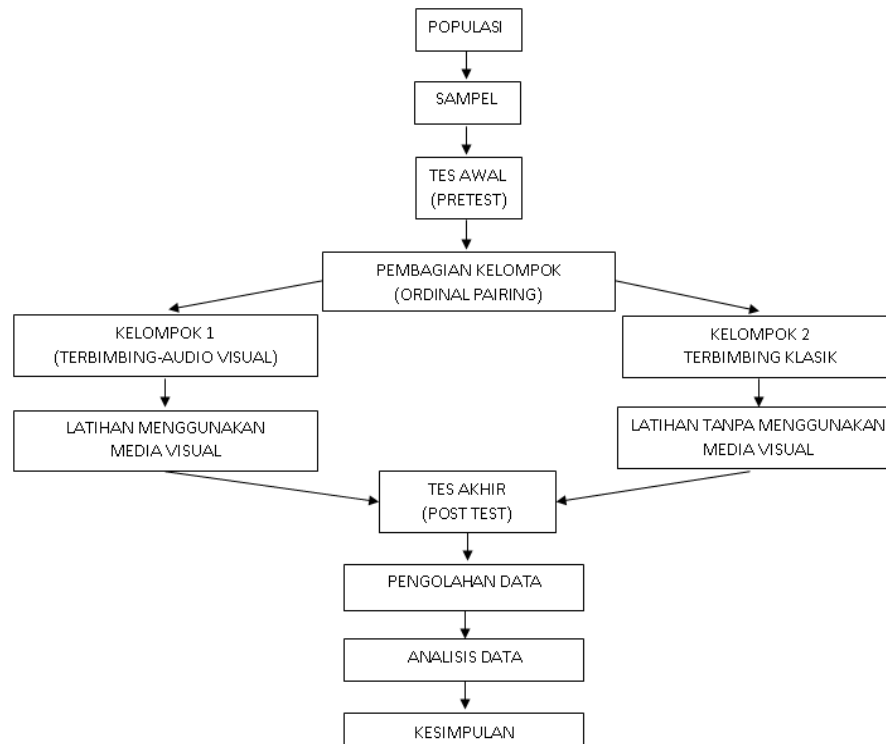 POPULASI
SAMPEL
TES AWAL
(PRETEST)
PEMBAGIAN KELOMPOK
(ORDINAL PAIRING)
KELOMPOK 1
(TERBIMBING-AUDIO VISUAL)
KELOMPOK 2
TERBIMBING KLASIK
LATIHAN MENGGUNAKAN
MEDIA VISUAL
LATIHAN TANPA MENGGUNAKAN
MEDIA VISUAL
TES AKHIR
(POST TEST)
PENGOLAHAN DATA
ANALISIS DATA
KESIMPULAN